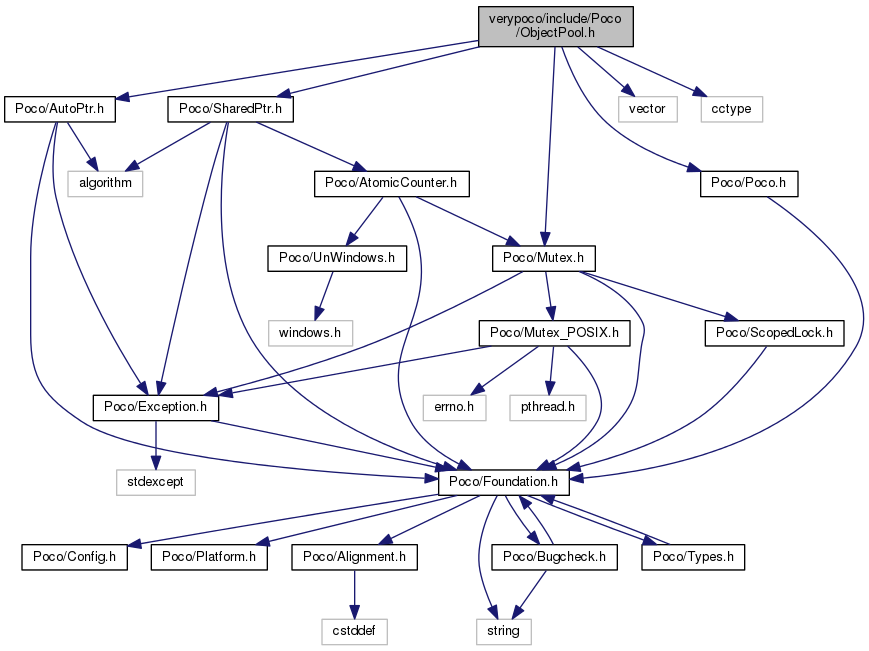 verypoco/include/Poco
/ObjectPool.h
Poco/AutoPtr.h
Poco/SharedPtr.h
vector
cctype
algorithm
Poco/AtomicCounter.h
Poco/Poco.h
Poco/UnWindows.h
Poco/Mutex.h
windows.h
Poco/Mutex_POSIX.h
Poco/ScopedLock.h
Poco/Exception.h
errno.h
pthread.h
stdexcept
Poco/Foundation.h
Poco/Config.h
Poco/Platform.h
Poco/Alignment.h
Poco/Bugcheck.h
Poco/Types.h
cstddef
string